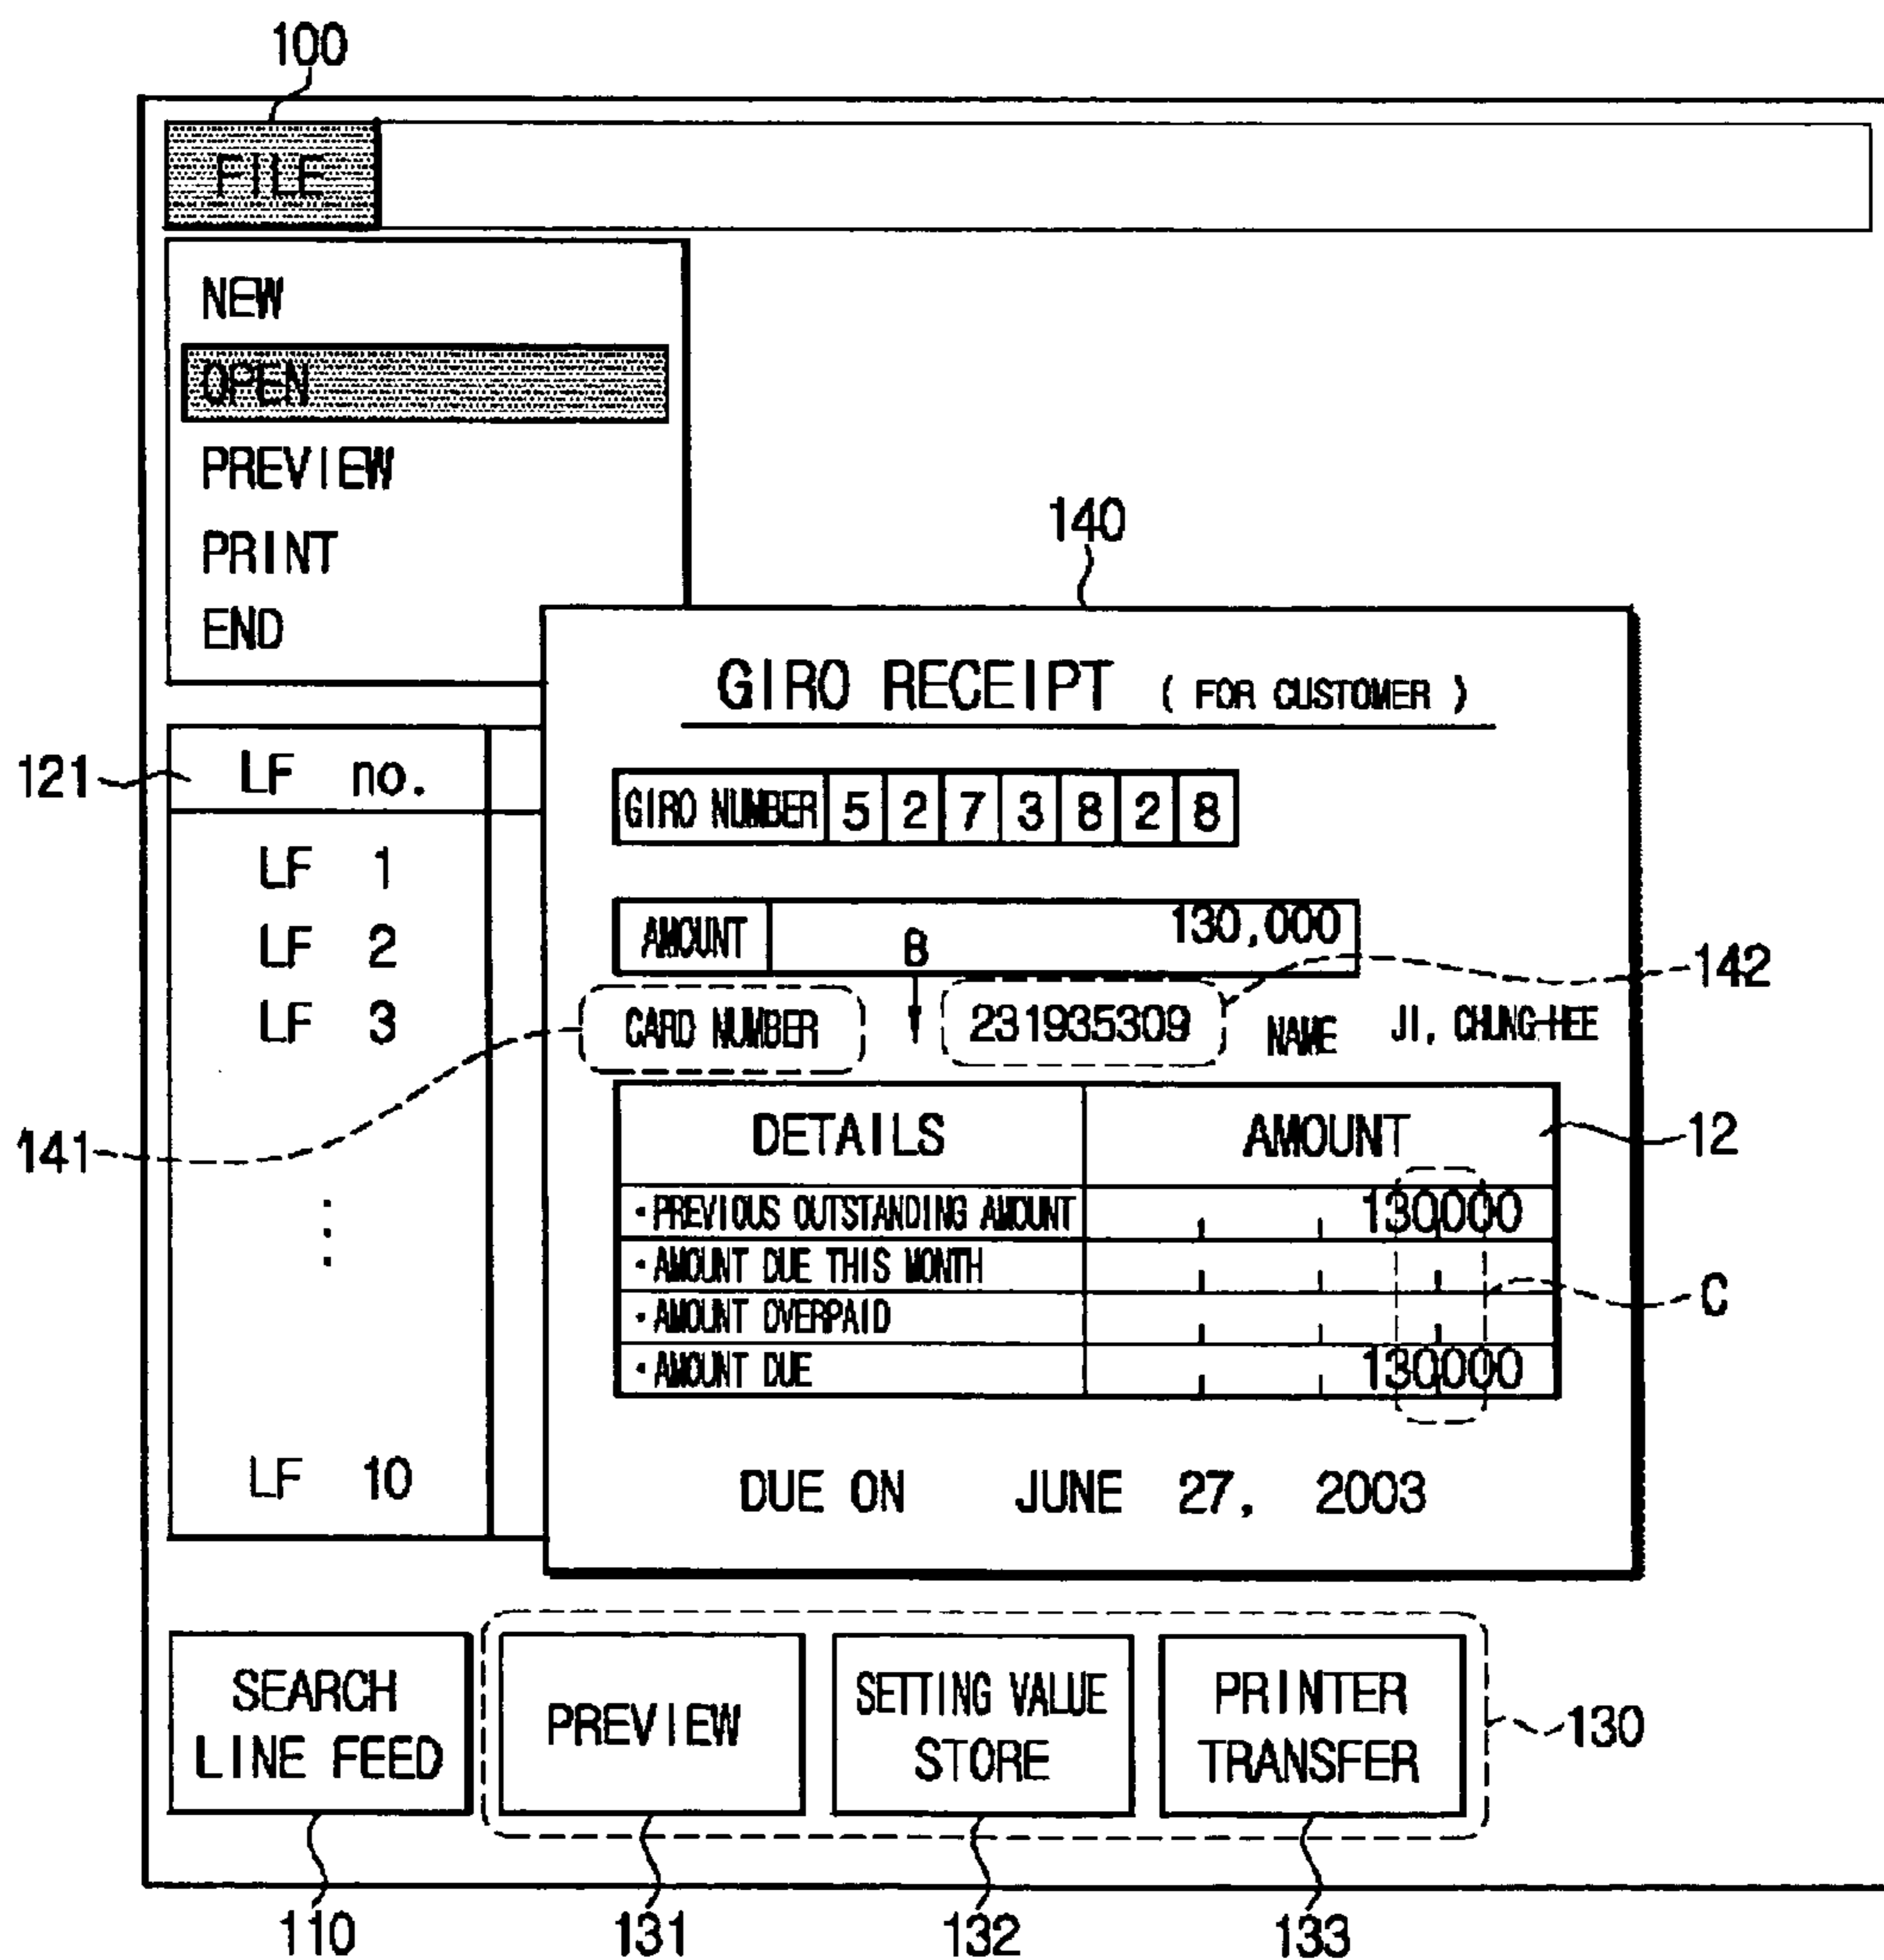 100
FILE
NEW
OPEN
PREVIEW
PRINT
END
140
GIRO RECEIPT ( FOR CUSTOMER )
121
LF no.
GIRO NUMBER 5 2 7 3 8 2 8
LF 1
LF 2
AMOUNT B 130,000
142
LF 3
CARD NUMBER 231935309 NAME JI, CHUNG-HEE
141
DETAILS AMOUNT
12
• PREVIOUS OUTSTANDING AMOUNT 130000
• AMOUNT DUE THIS MONTH
C
• AMOUNT OVERPAID
• AMOUNT DUE 130000
LF 10
DUE ON JUNE 27, 2003
SEARCH
LINE FEED
PREVIEW
SETTING VALUE
STORE
PRINTER
TRANSFER
130
110 131 132 133